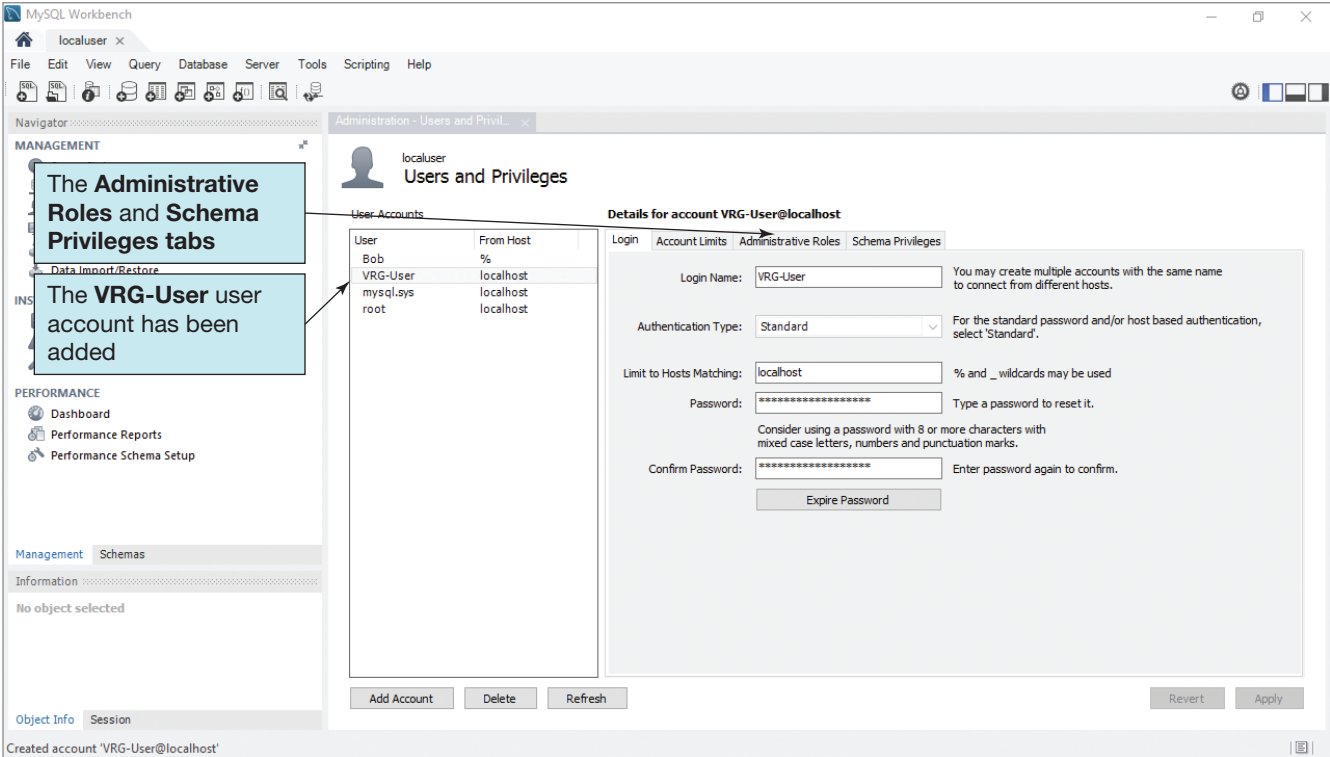 MySQL Workbench
localuser ×
File Edit View Query Database Server Tools Scripting Help
Navigator
Administration - Users and Privil... ×
MANAGEMENT
localuser
Users and Privileges
The Administrative
Roles and Schema
Privileges tabs
Data Import/Restore
The VRG-User user
account has been
added
INS
PERFORMANCE
Dashboard
Performance Reports
Performance Schema Setup
Management Schemas
Information
No object selected
Object Info Session
User Accounts
User From Host
Bob %
VRG-User localhost
mysql.sys localhost
root localhost
Add Account Delete Refresh
Details for account VRG-User@localhost
Login Account Limits Administrative Roles Schema Privileges
Login Name: VRG-User You may create multiple accounts with the same name
to connect from different hosts.
Authentication Type: Standard For the standard password and/or host based authentication,
select 'Standard'.
Limit to Hosts Matching: localhost % and _ wildcards may be used
Password: ****************** Type a password to reset it.
Consider using a password with 8 or more characters with
mixed case letters, numbers and punctuation marks.
Confirm Password: ****************** Enter password again to confirm.
Expire Password
Revert Apply
Created account 'VRG-User@localhost'